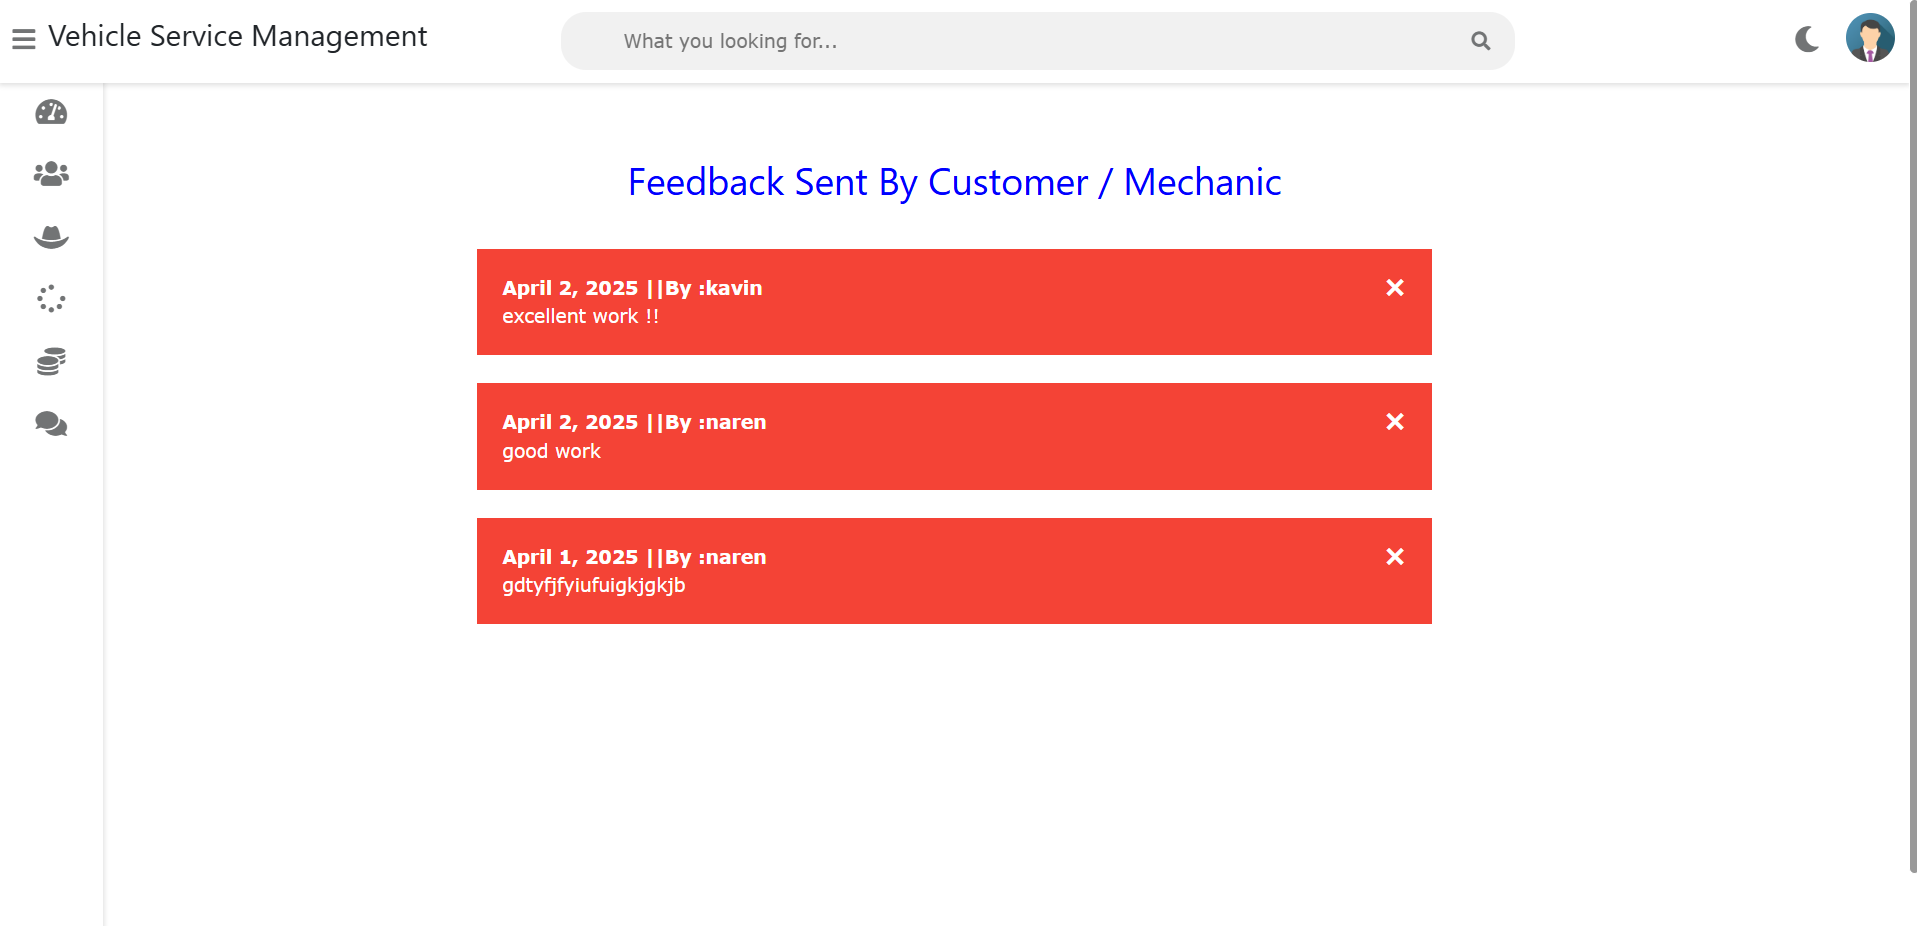 Vehicle Service Management
What you looking for...
Feedback Sent By Customer / Mechanic
April 2, 2025 ||By :kavin
excellent work !!
April 2, 2025 ||By :naren
good work
April 1, 2025 ||By :naren
gdtyfjfyiufuigkjgkjb